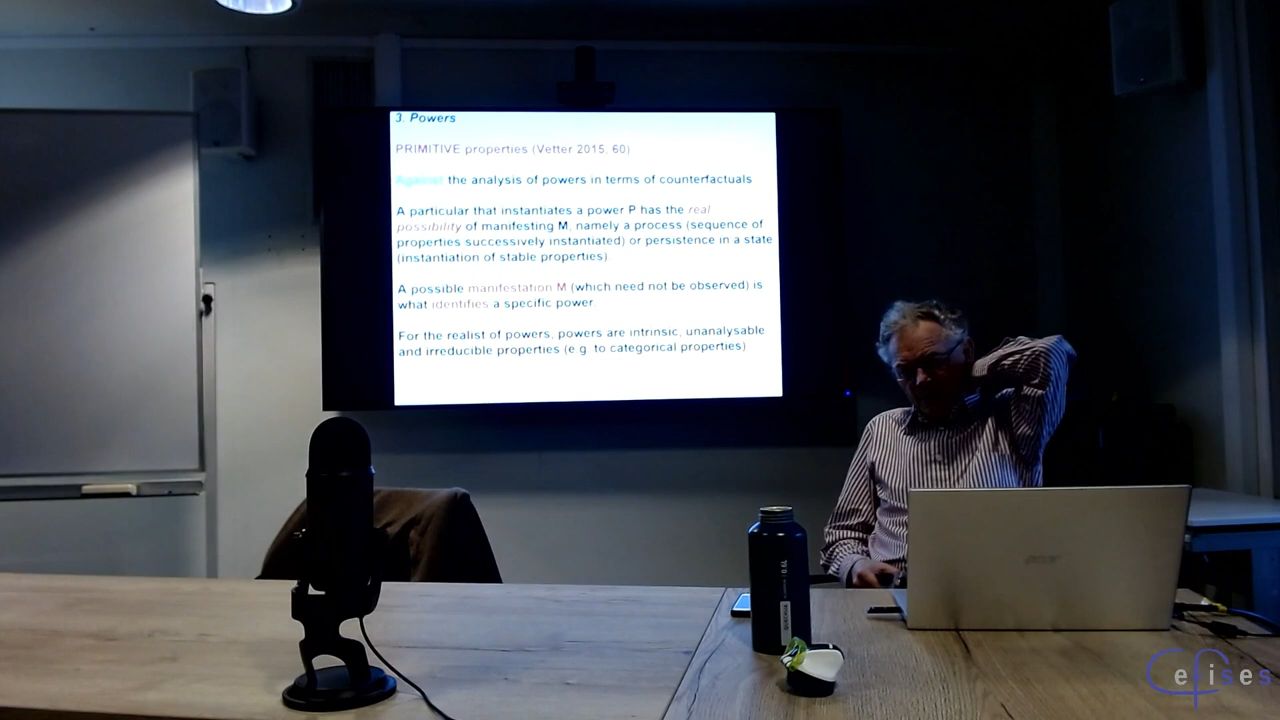 3. Powers
PRIMITIVE properties (Vetter 2015, 60)
Against the analysis of powers in terms of counterfactuals
A particular that instantiates a power P has the real
possibility of manifesting M, namely a process (sequence of
properties successively instantiated) or persistence in a state
(instantiation of stable properties).
A possible manifestation M (which need not be observed) is
what identifies a specific power.
For the realist of powers, powers are intrinsic, unanalysable
and irreducible properties (e.g. to categorical properties)
acer
QUECHUA
Cefises